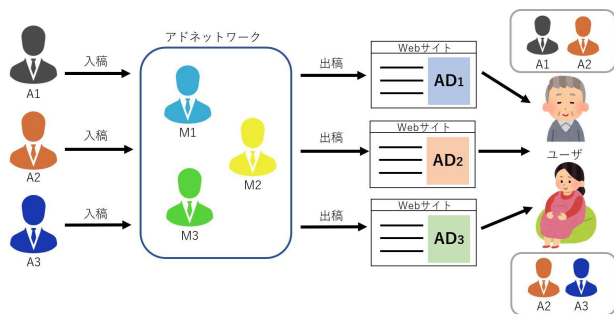 アドネットワーク
A1
入稿
M1
出稿
Webサイト
AD1
A1 A2
A2
入稿
M2
出稿
Webサイト
AD2
ユーザ
A3
入稿
M3
出稿
Webサイト
AD3
A2 A3